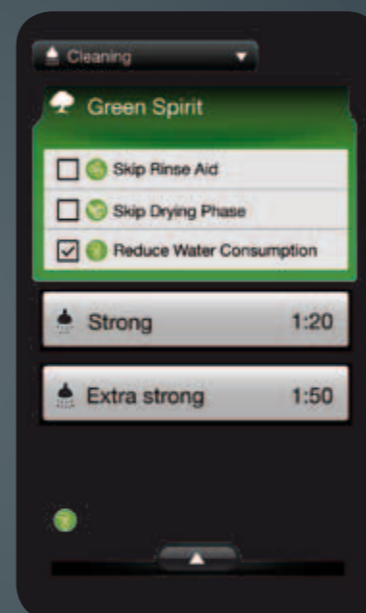 Cleaning
Green Spirit
Skip Rinse Aid
Skip Drying Phase
Reduce Water Consumption
Strong 1:20
Extra strong 1:50